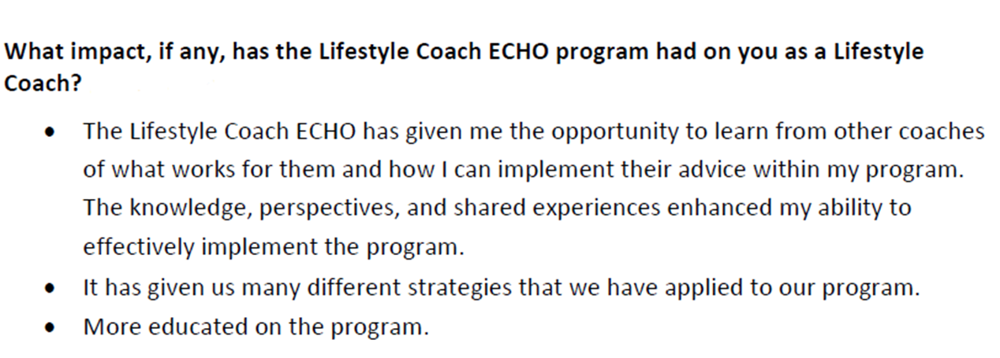 What impact, if any, has the Lifestyle Coach ECHO program had on you as a Lifestyle
Coach?
• The Lifestyle Coach ECHO has given me the opportunity to learn from other coaches
of what works for them and how I can implement their advice within my program.
The knowledge, perspectives, and shared experiences enhanced my ability to
effectively implement the program.
• It has given us many different strategies that we have applied to our program.
• More educated on the program.